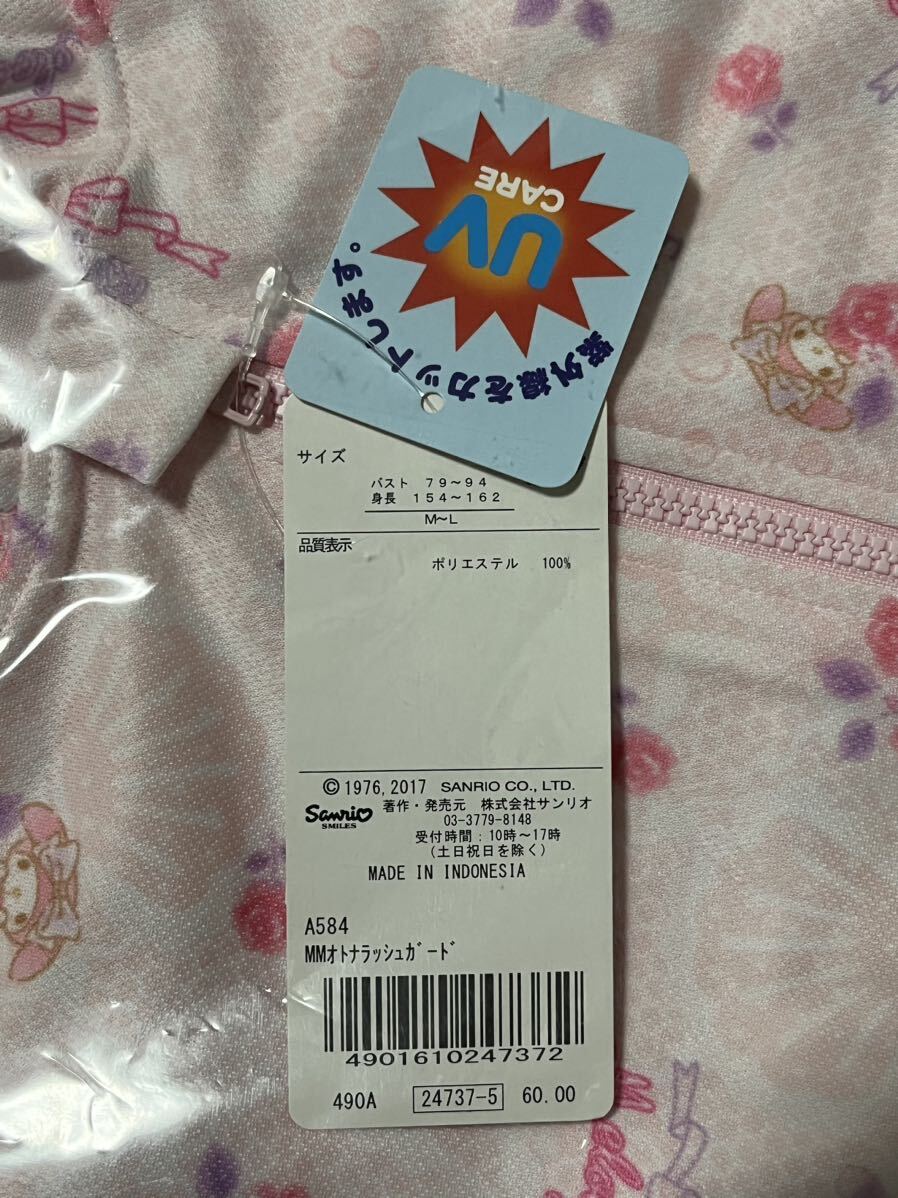 UV
CARE
紫外線をカットします。
サイズ
バスト 79～94
身長 154～162
M～L
品質表示
ポリエステル 100%
© 1976, 2017 SANRIO CO., LTD.
Sanrio
SMILES
著作・発売元 株式会社サンリオ
03-3779-8148
受付時間：10時～17時
（土日祝日を除く）
MADE IN INDONESIA
A584
MMオトナラッシュガード
4901610247372
490A 24737-5 60.00